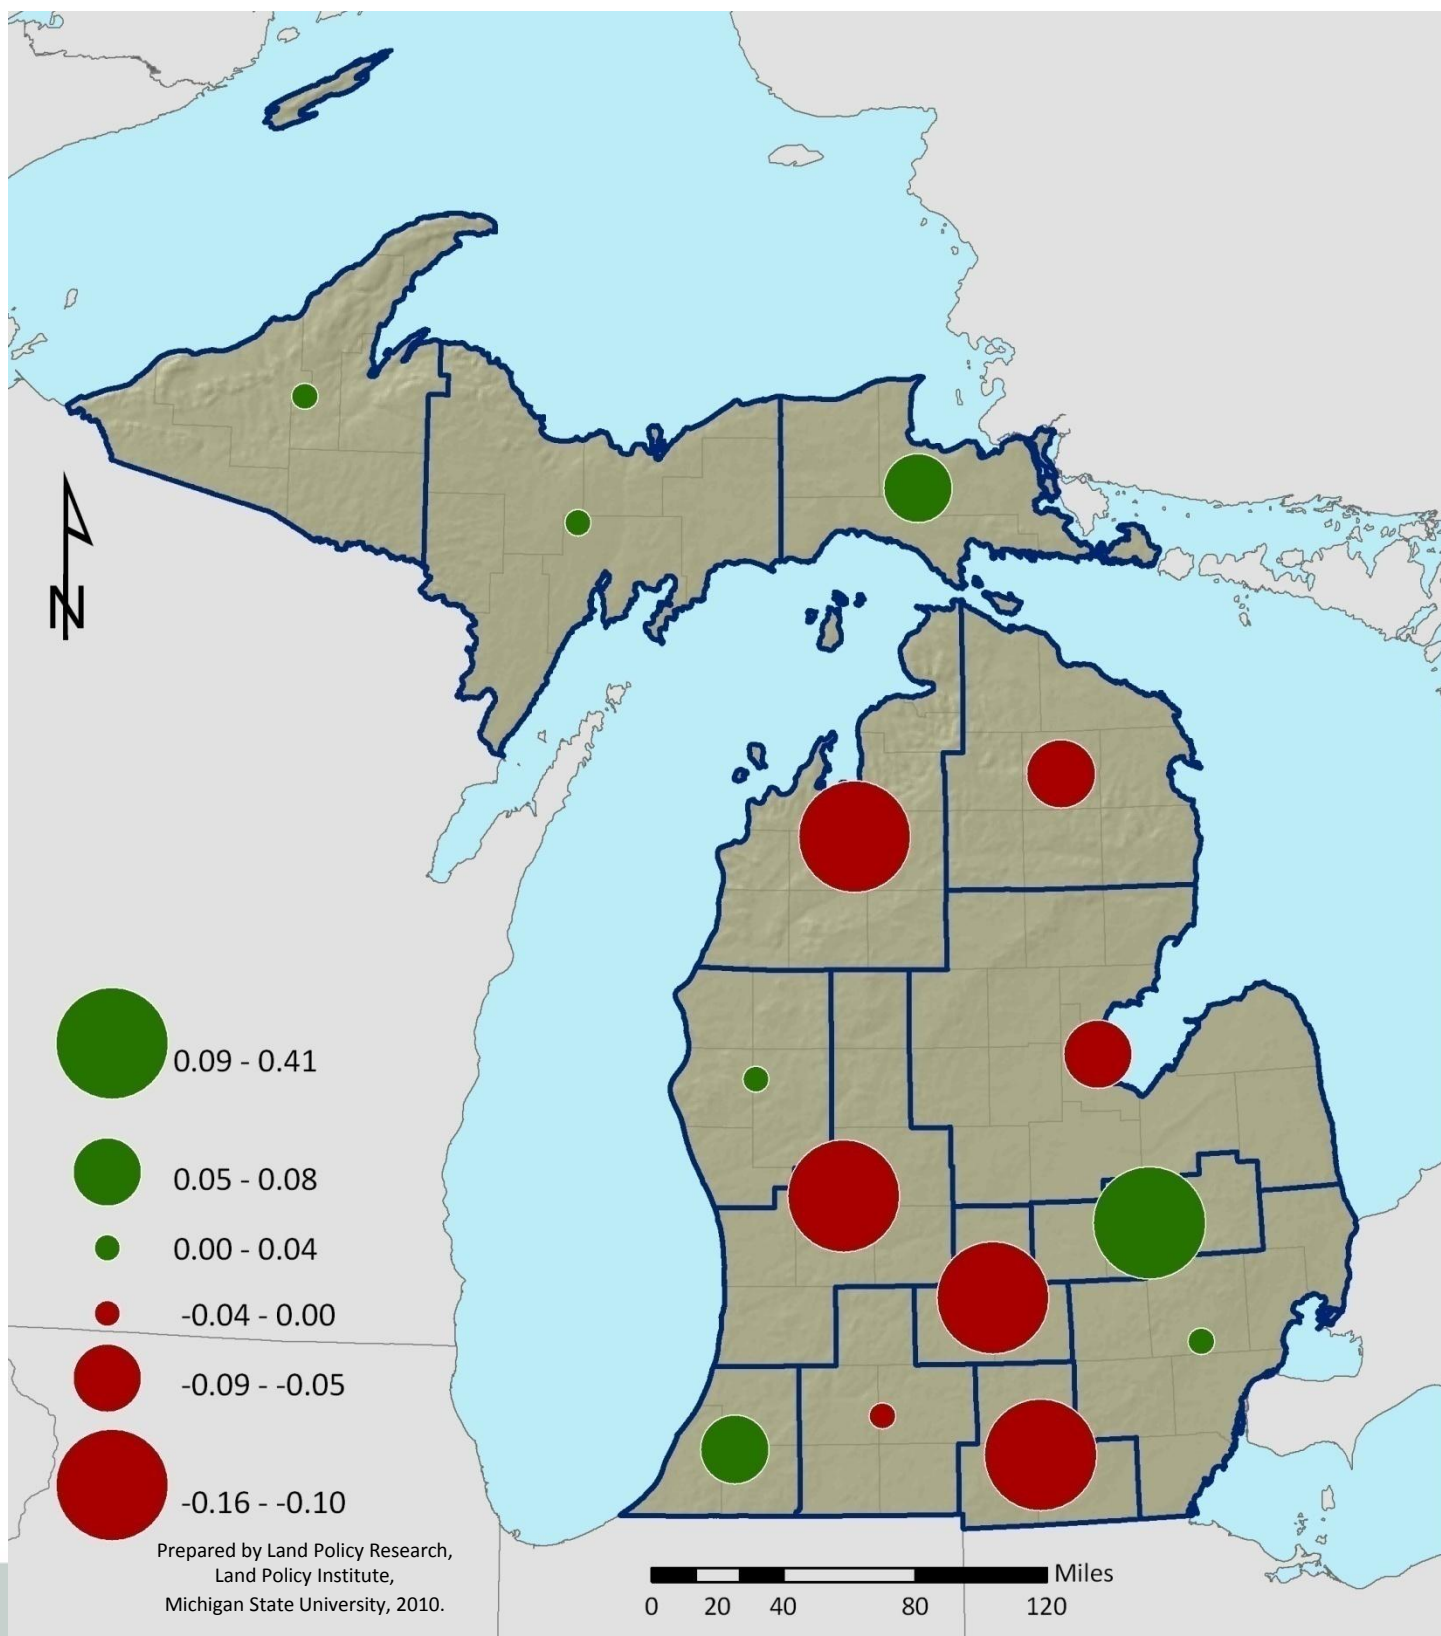 N
0.09 - 0.41
0.05 - 0.08
0.00 - 0.04
-0.04 - 0.00
-0.09 - -0.05
-0.16 - -0.10
Prepared by Land Policy Research,
Land Policy Institute,
Michigan State University, 2010.
Miles
0 20 40 80 120